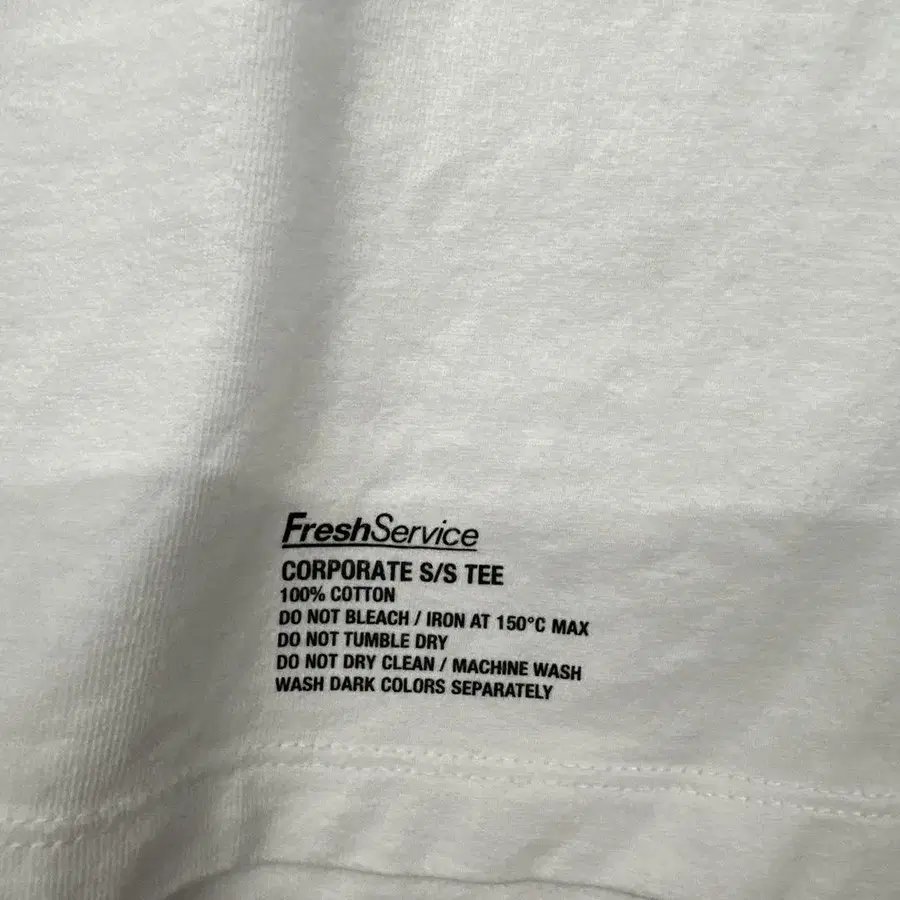 FreshService
CORPORATE S/S TEE
100% COTTON
DO NOT BLEACH / IRON AT 150°C MAX
DO NOT TUMBLE DRY
DO NOT DRY CLEAN / MACHINE WASH
WASH DARK COLORS SEPARATELY